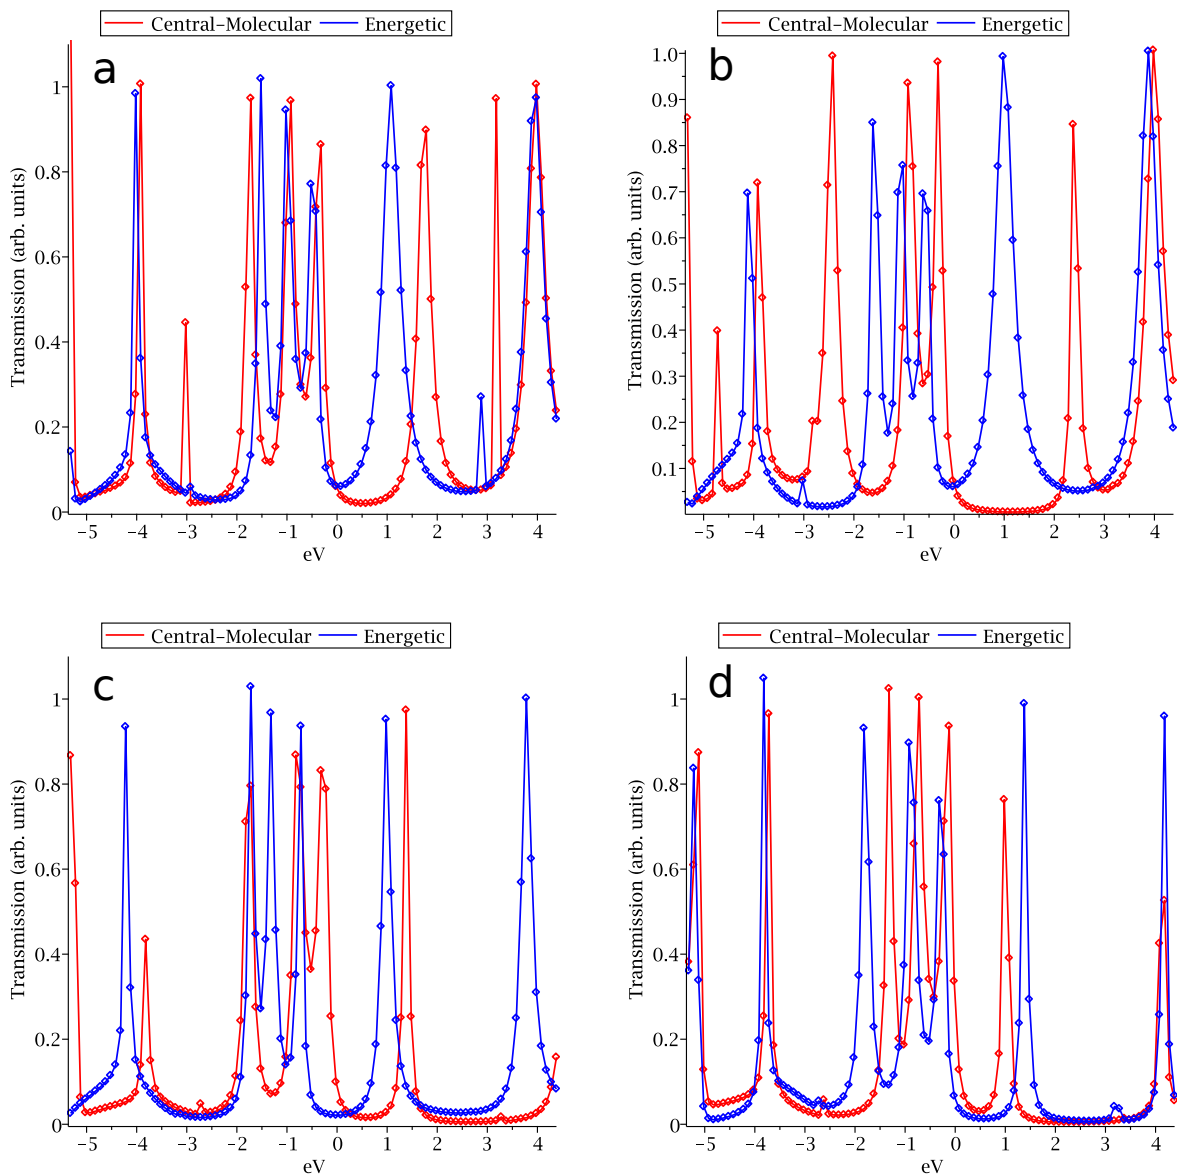 Central–Molecular Energetic
a
Transmission (arb. units)
1
0.8
0.6
0.4
0.2
0
−5 −4 −3 −2 −1 0 1 2 3 4
eV
Central–Molecular Energetic
b
Transmission (arb. units)
1.0
0.9
0.8
0.7
0.6
0.5
0.4
0.3
0.2
0.1
−5 −4 −3 −2 −1 0 1 2 3 4
eV
Central–Molecular Energetic
c
Transmission (arb. units)
1
0.8
0.6
0.4
0.2
0
−5 −4 −3 −2 −1 0 1 2 3 4
eV
Central–Molecular Energetic
d
Transmission (arb. units)
1
0.8
0.6
0.4
0.2
0
−5 −4 −3 −2 −1 0 1 2 3 4
eV